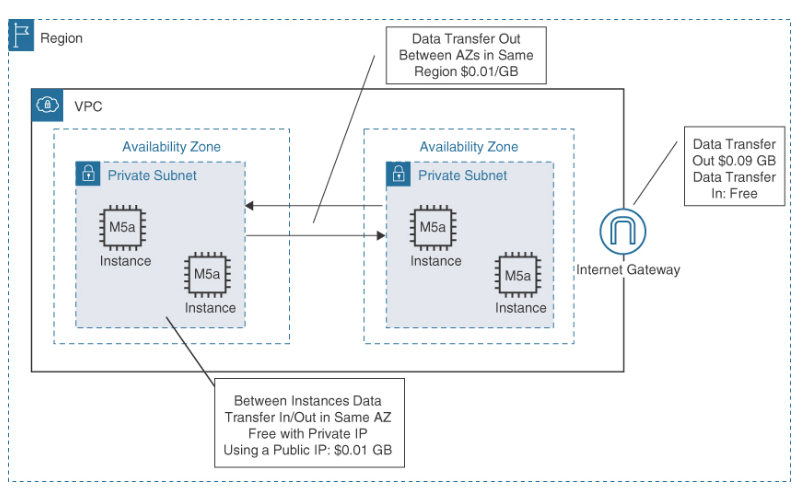 Region
Data Transfer Out
Between AZs in Same
Region $0.01/GB
VPC
Availability Zone
Private Subnet
M5a
Instance
M5a
Instance
Availability Zone
Private Subnet
M5a
Instance
M5a
Instance
Data Transfer
Out $0.09 GB
Data Transfer
In: Free
Internet Gateway
Between Instances Data
Transfer In/Out in Same AZ
Free with Private IP
Using a Public IP: $0.01 GB